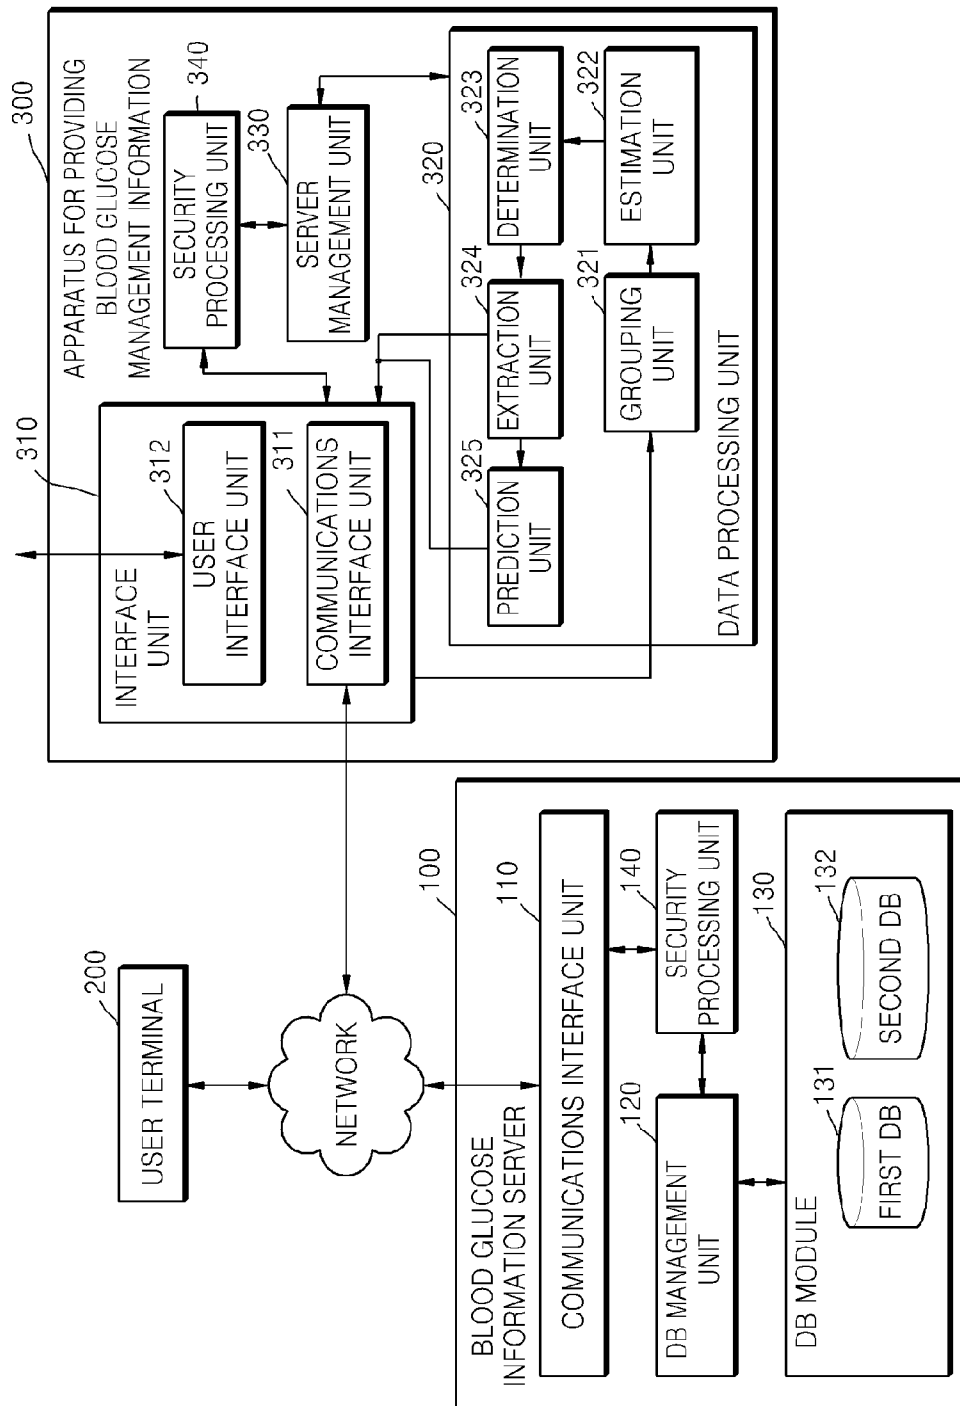 200
USER TERMINAL
NETWORK
100
BLOOD GLUCOSE
INFORMATION SERVER
110
COMMUNICATIONS INTERFACE UNIT
120
DB MANAGEMENT
UNIT
140
SECURITY
PROCESSING UNIT
130
DB MODULE
131
FIRST DB
132
SECOND DB
300
APPARATUS FOR PROVIDING
BLOOD GLUCOSE
MANAGEMENT INFORMATION
310
INTERFACE
UNIT
312
USER
INTERFACE UNIT
311
COMMUNICATIONS
INTERFACE UNIT
340
SECURITY
PROCESSING UNIT
330
SERVER
MANAGEMENT UNIT
320
325
PREDICTION
UNIT
324
EXTRACTION
UNIT
323
DETERMINATION
UNIT
321
GROUPING
UNIT
322
ESTIMATION
UNIT
DATA PROCESSING UNIT